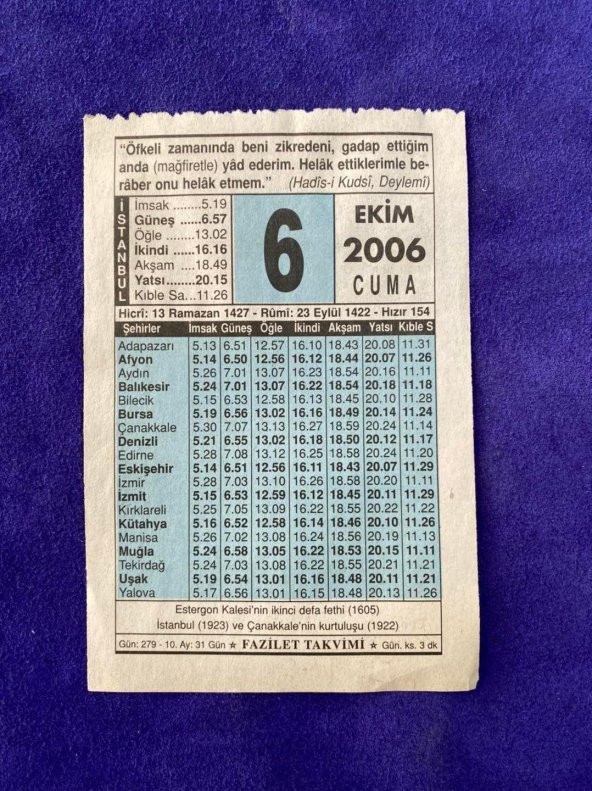 “Öfkeli zamanında beni zikredeni, gadap ettiğim
anda (mağfiretle) yâd ederim. Helâk ettiklerimle be-
râber onu helâk etmem.” (Hadîs-i Kudsî, Deylemî)
İSTANBUL
İmsak ........5.19
Güneş ......6.57
Öğle .......13.02
İkindi ......16.16
Akşam ....18.49
Yatsı........20.15
Kıble Sa...11.26
6
EKİM
2006
CUMA
Hicrî: 13 Ramazan 1427 - Rûmî: 23 Eylül 1422 - Hızır 154
Şehirler İmsak Güneş Öğle İkindi Akşam Yatsı Kıble S
Adapazarı 5.13 6.51 12.57 16.10 18.43 20.08 11.31
Afyon 5.14 6.50 12.56 16.12 18.44 20.07 11.26
Aydın 5.26 7.01 13.07 16.23 18.54 20.16 11.11
Balıkesir 5.24 7.01 13.07 16.22 18.54 20.18 11.18
Bilecik 5.15 6.53 12.58 16.13 18.45 20.10 11.28
Bursa 5.19 6.56 13.02 16.16 18.49 20.14 11.24
Çanakkale 5.30 7.07 13.13 16.27 18.59 20.24 11.14
Denizli 5.21 6.55 13.02 16.18 18.50 20.12 11.17
Edirne 5.28 7.08 13.12 16.25 18.58 20.24 11.20
Eskişehir 5.14 6.51 12.56 16.11 18.43 20.07 11.29
İzmir 5.28 7.03 13.10 16.26 18.58 20.20 11.11
İzmit 5.15 6.53 12.59 16.12 18.45 20.11 11.29
Kırklareli 5.25 7.05 13.09 16.22 18.55 20.22 11.22
Kütahya 5.16 6.52 12.58 16.14 18.46 20.10 11.26
Manisa 5.26 7.02 13.08 16.24 18.56 20.19 11.13
Muğla 5.24 6.58 13.05 16.22 18.53 20.15 11.11
Tekirdağ 5.24 7.03 13.08 16.22 18.55 20.21 11.21
Uşak 5.19 6.54 13.01 16.16 18.48 20.11 11.21
Yalova 5.17 6.56 13.01 16.15 18.48 20.13 11.26
Estergon Kalesi'nin ikinci defa fethi (1605)
İstanbul (1923) ve Çanakkale'nin kurtuluşu (1922)
Gün: 279 - 10. Ay: 31 Gün ★ FAZİLET TAKVİMİ ★ Gün. ks. 3 dk